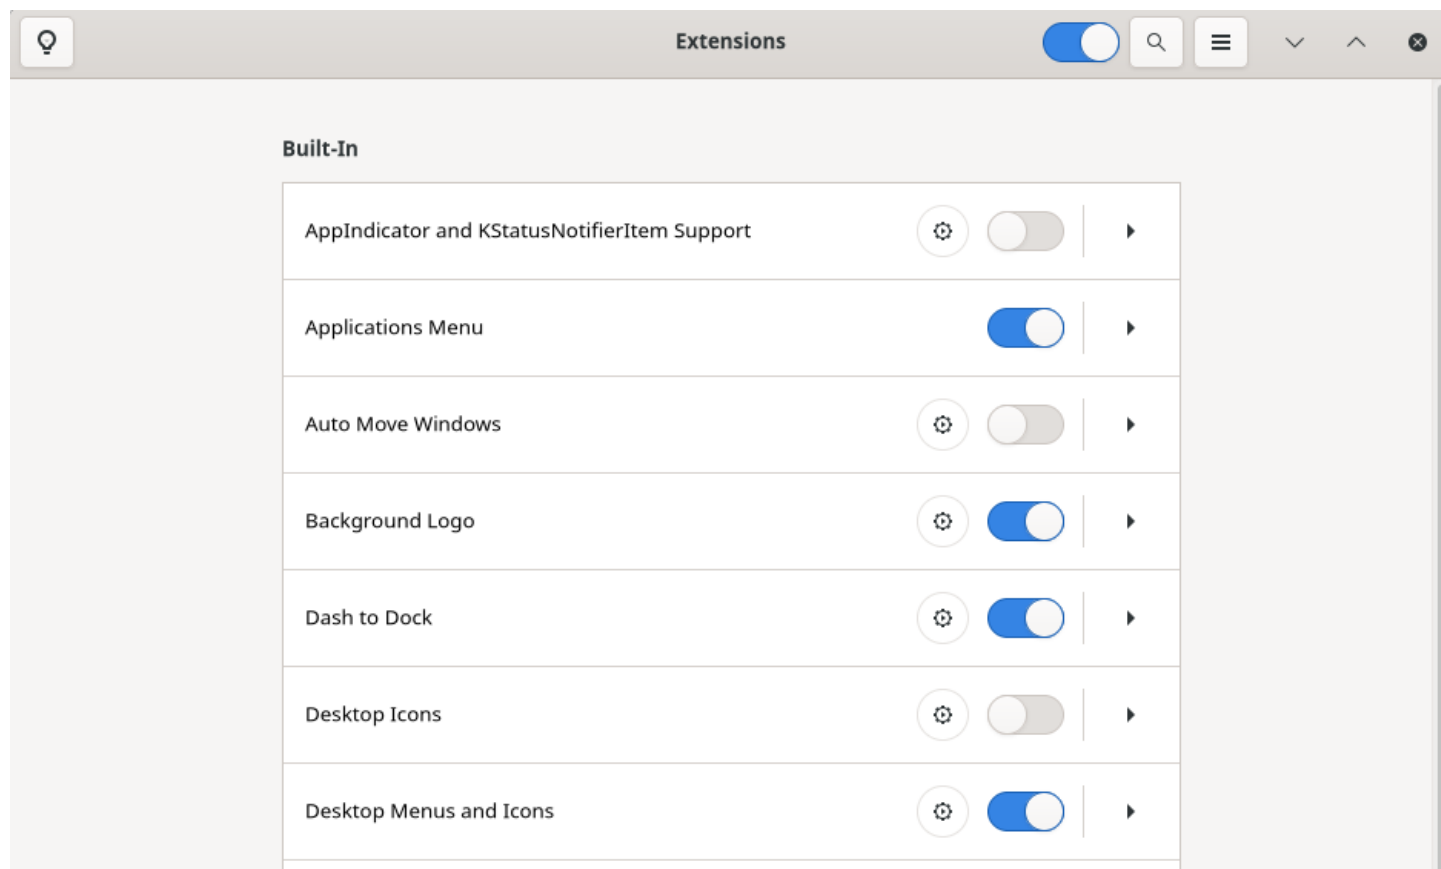 Extensions
Built-In
AppIndicator and KStatusNotifierItem Support
Applications Menu
Auto Move Windows
Background Logo
Dash to Dock
Desktop Icons
Desktop Menus and Icons